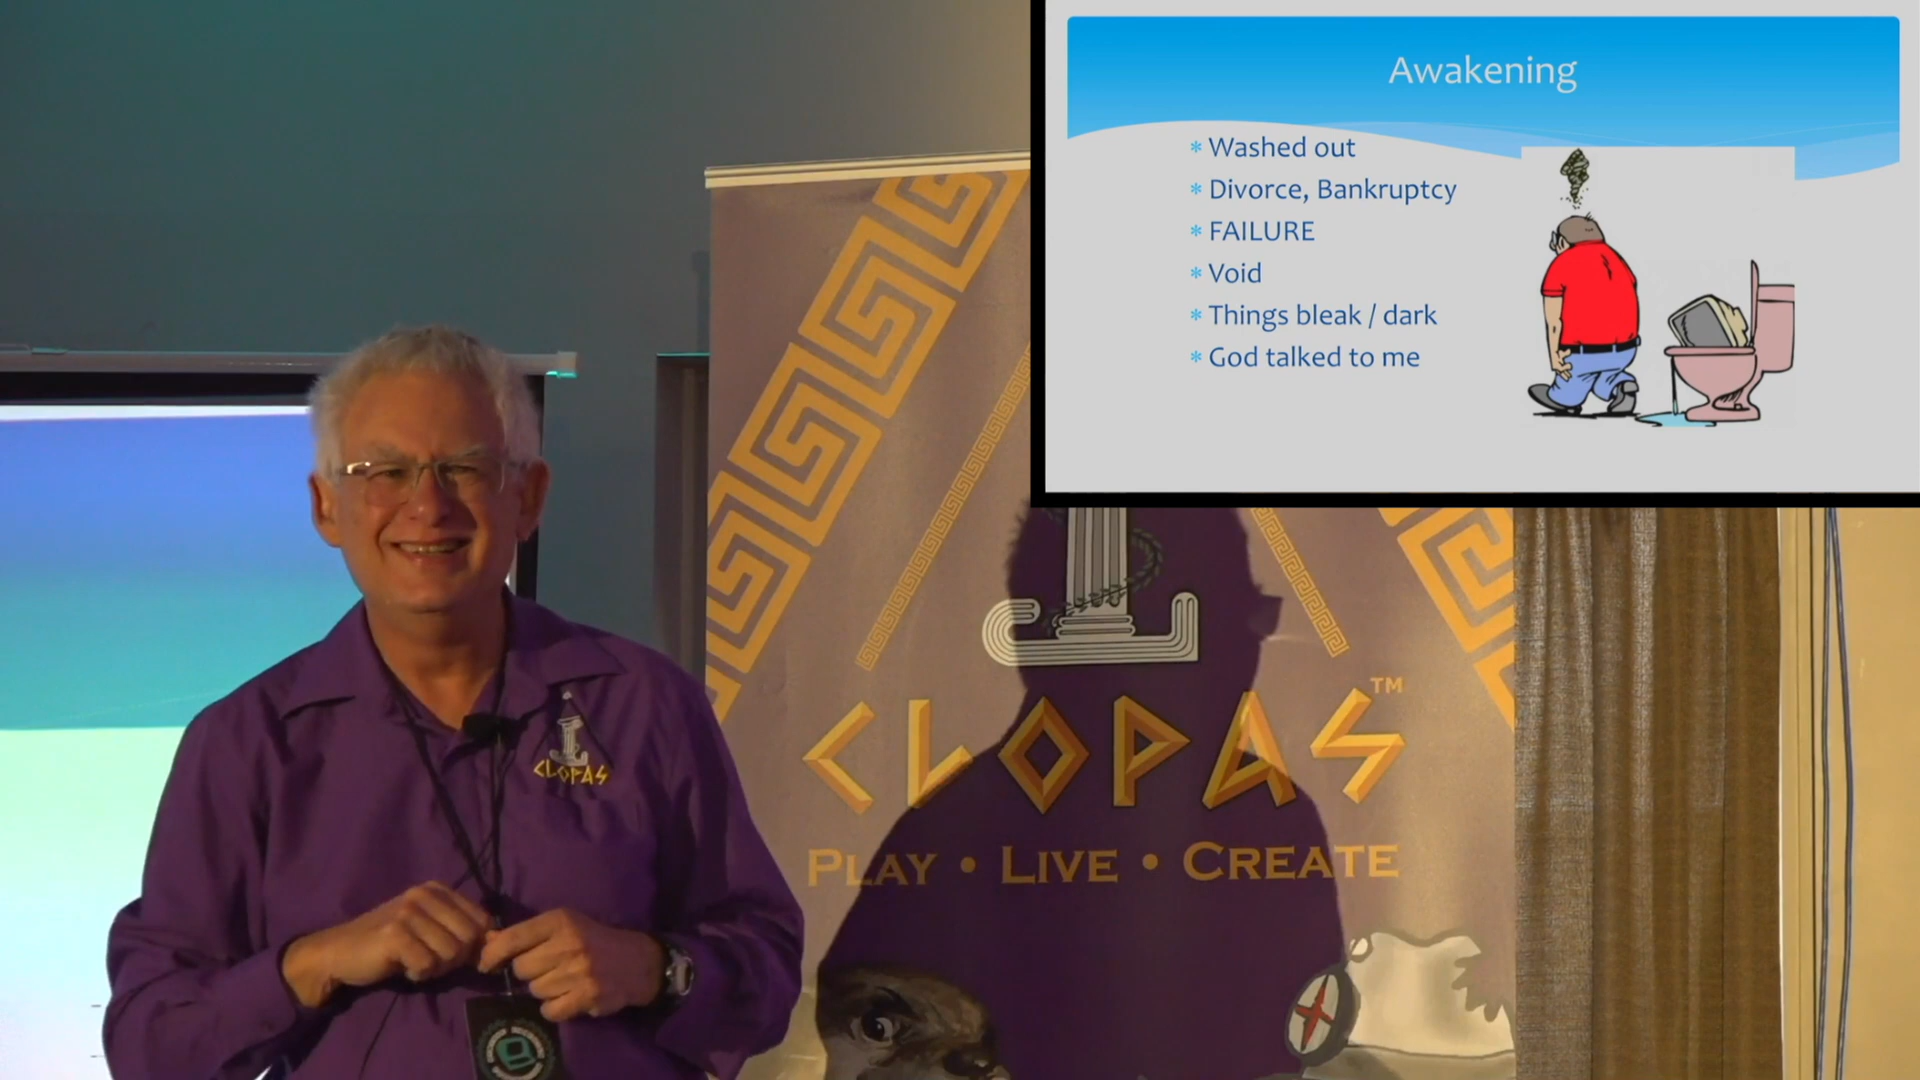 Awakening
* Washed out
* Divorce, Bankruptcy
* FAILURE
* Void
* Things bleak / dark
* God talked to me
CLOPAS
CLOPAS™
PLAY • LIVE • CREATE